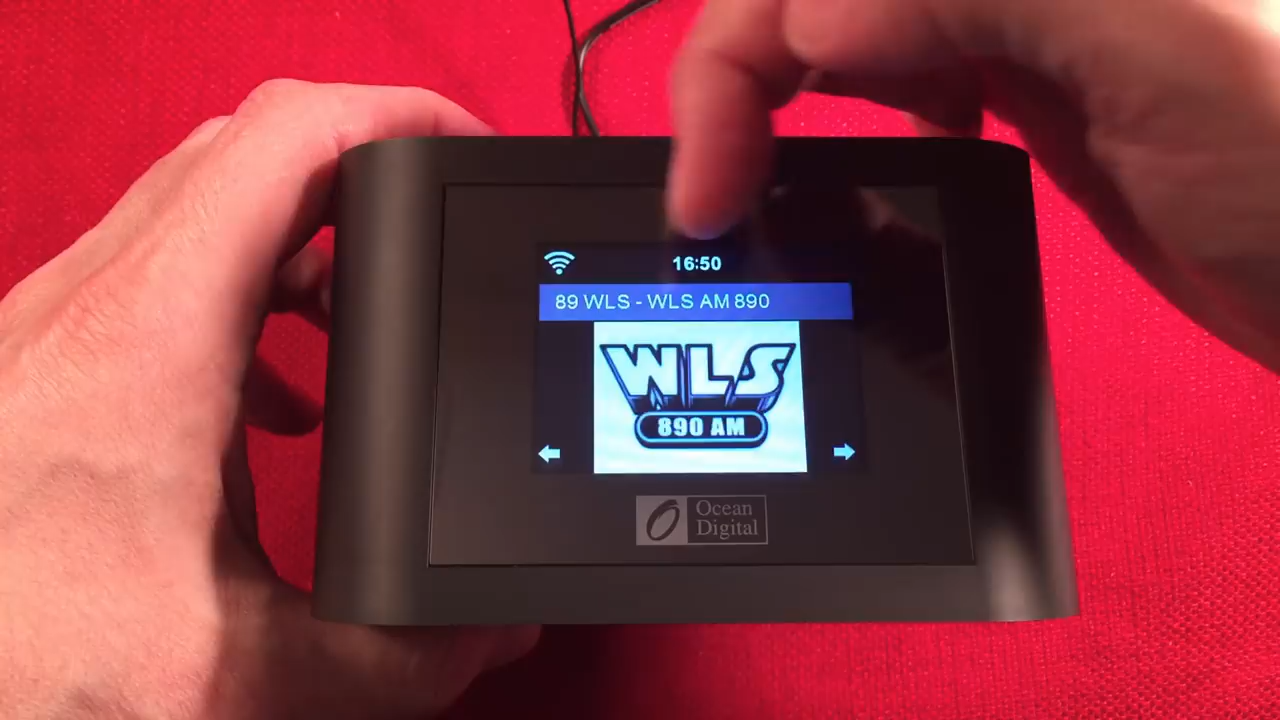 16:50
89 WLS - WLS AM 890
WLS
890 AM
Ocean
Digital